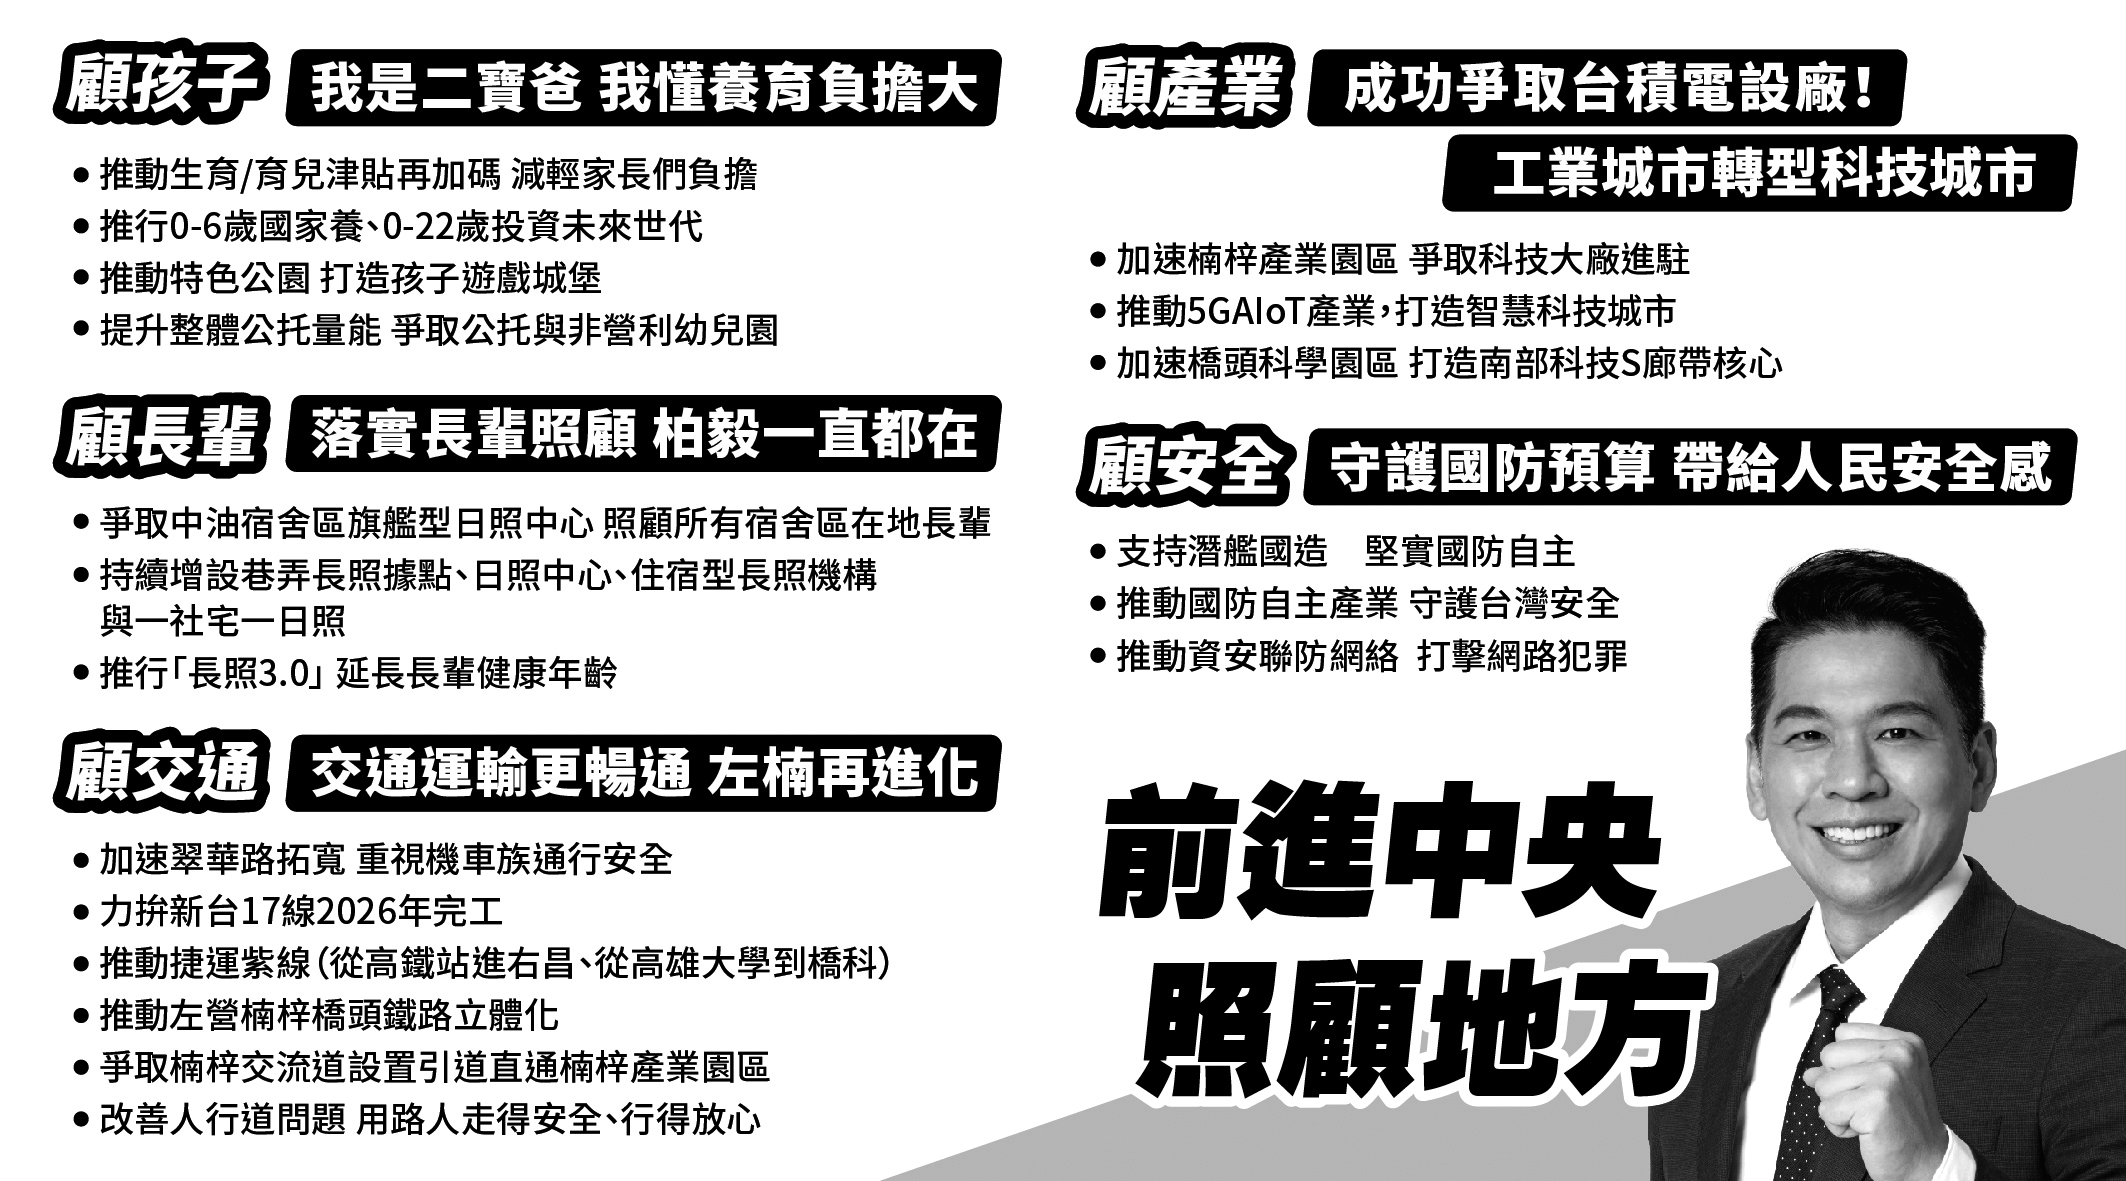 顧孩子 我是二寶爸 我懂養育負擔大
•推動生育/育兒津貼再加碼 減輕家長們負擔
•推行0-6歲國家養、0-22歲投資未來世代
•推動特色公園 打造孩子遊戲城堡
•提升整體公托量能 爭取公托與非營利幼兒園
顧長輩 落實長輩照顧 柏毅一直都在
•爭取中油宿舍區旗艦型日照中心 照顧所有宿舍區在地長輩
•持續增設巷弄長照據點、日照中心、住宿型長照機構
與一社宅一日照
•推行「長照3.0」延長長輩健康年齡
顧交通 交通運輸更暢通 左楠再進化
•加速翠華路拓寬 重視機車族通行安全
•力拚新台17線2026年完工
•推動捷運紫線（從高鐵站進右昌、從高雄大學到橋科）
•推動左營楠梓橋頭鐵路立體化
•爭取楠梓交流道設置引道直通楠梓產業園區
•改善人行道問題 用路人走得安全、行得放心
顧產業 成功爭取台積電設廠！
工業城市轉型科技城市
•加速楠梓產業園區 爭取科技大廠進駐
•推動5GAIoT產業，打造智慧科技城市
•加速橋頭科學園區 打造南部科技S廊帶核心
顧安全 守護國防預算 帶給人民安全感
•支持潛艦國造 堅實國防自主
•推動國防自主產業 守護台灣安全
•推動資安聯防網絡 打擊網路犯罪
前進中央
照顧地方